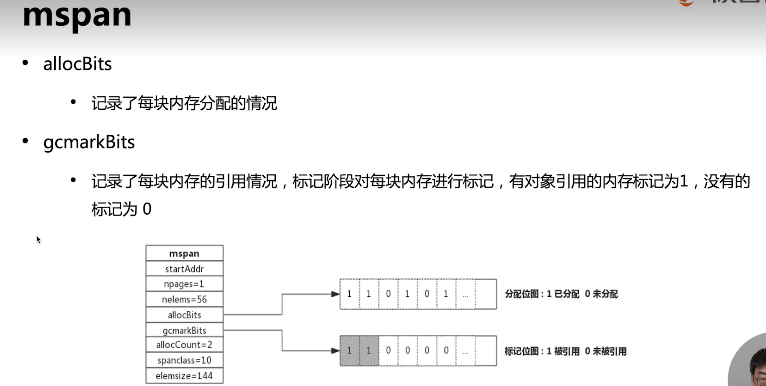 mspan
• allocBits
• 记录了每块内存分配的情况
• gcmarkBits
• 记录了每块内存的引用情况，标记阶段对每块内存进行标记，有对象引用的内存标记为1，没有的
标记为 0
mspan
startAddr
npages=1
nelems=56
allocBits
gcmarkBits
allocCount=2
spanclass=10
elemsize=144
1 1 0 1 0 1 ...
分配位图：1 已分配 0 未分配
1 1 0 0 0 0 ...
标记位图：1 被引用 0 未被引用